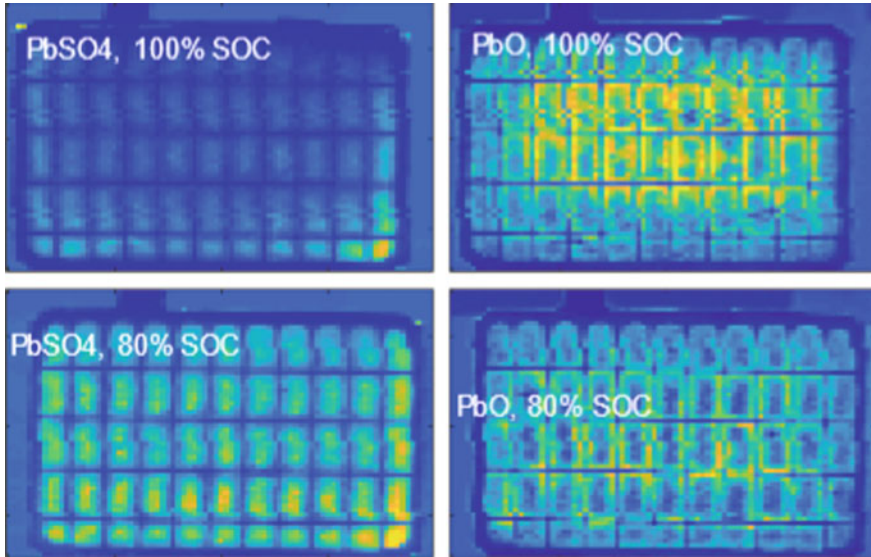 PbSO4, 100% SOC
PbO, 100% SOC
PbSO4, 80% SOC
PbO, 80% SOC